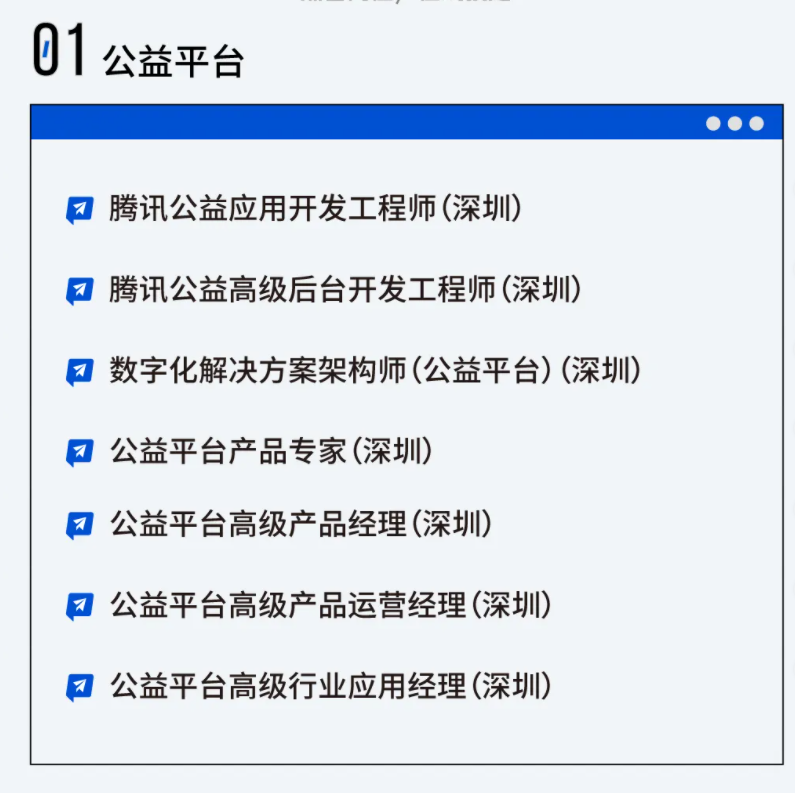 01 公益平台
腾讯公益应用开发工程师(深圳)
腾讯公益高级后台开发工程师(深圳)
数字化解决方案架构师(公益平台)(深圳)
公益平台产品专家(深圳)
公益平台高级产品经理(深圳)
公益平台高级产品运营经理(深圳)
公益平台高级行业应用经理(深圳)